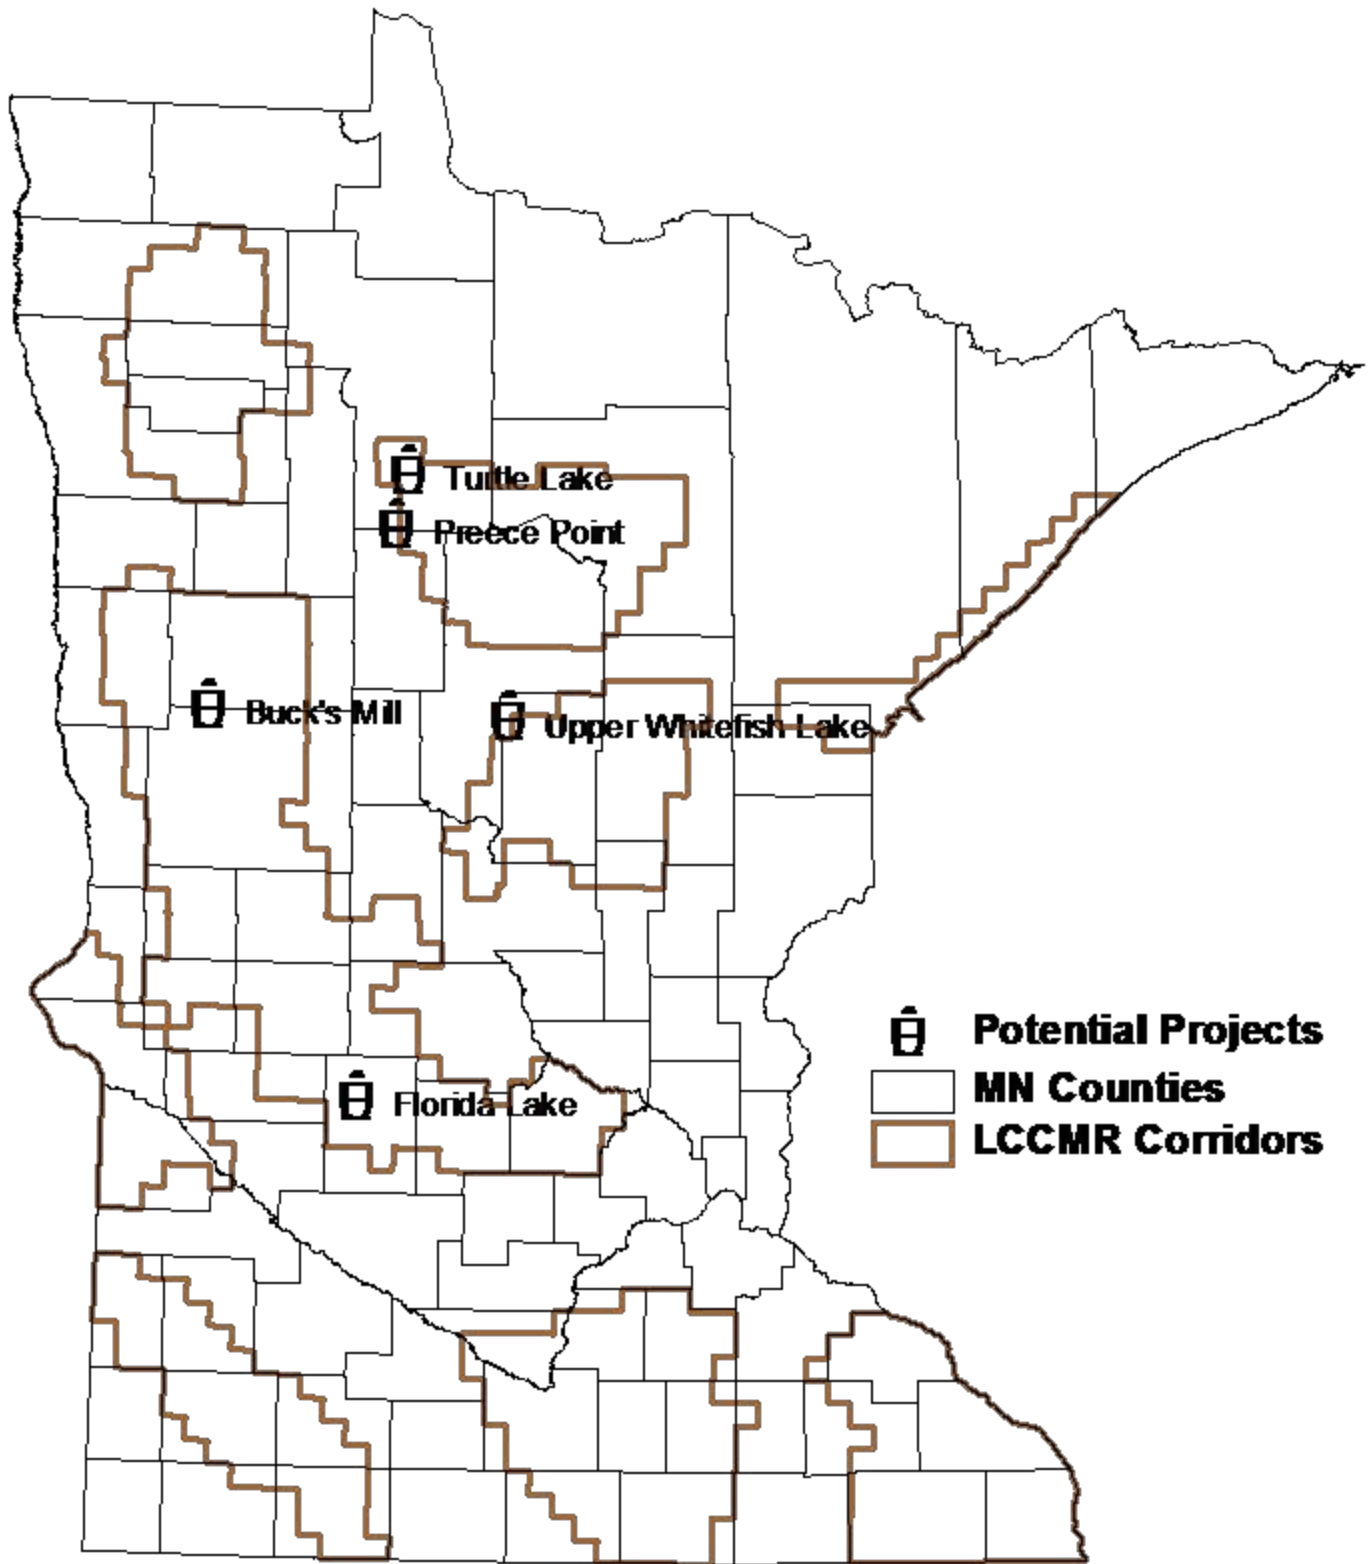 Turtle Lake
Preece Point
Buck's Mill
Upper Whitefish Lake
Potential Projects
MN Counties
Florida Lake
LCCMR Corridors